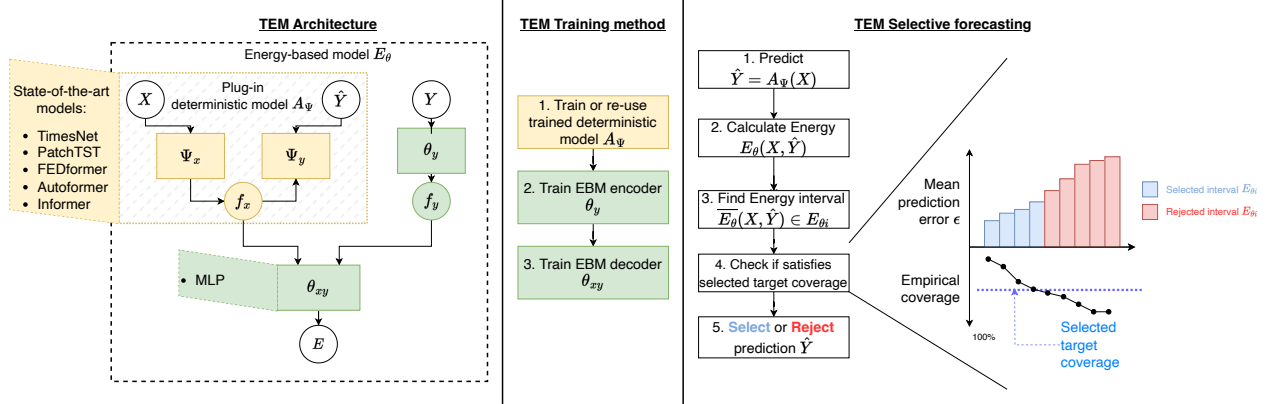 TEM Architecture
Energy-based model E_θ
State-of-the-art
models:
• TimesNet
• PatchTST
• FEDformer
• Autoformer
• Informer
Plug-in
deterministic model A_Ψ
X
Ŷ
Y
Ψ_x
Ψ_y
θ_y
f_x
f_y
• MLP
θ_xy
E
TEM Training method
1. Train or re-use
trained deterministic
model A_Ψ
2. Train EBM encoder
θ_y
3. Train EBM decoder
θ_xy
TEM Selective forecasting
1. Predict
Ŷ = A_Ψ(X)
2. Calculate Energy
E_θ(X, Ŷ)
3. Find Energy interval
\overline{E_θ}(X, Ŷ) ∈ E_θi
4. Check if satisfies
selected target coverage
5. Select or Reject
prediction Ŷ
Mean
prediction
error ϵ
Selected interval E_θi
Rejected interval E_θi
Empirical
coverage
100%
Selected
target
coverage